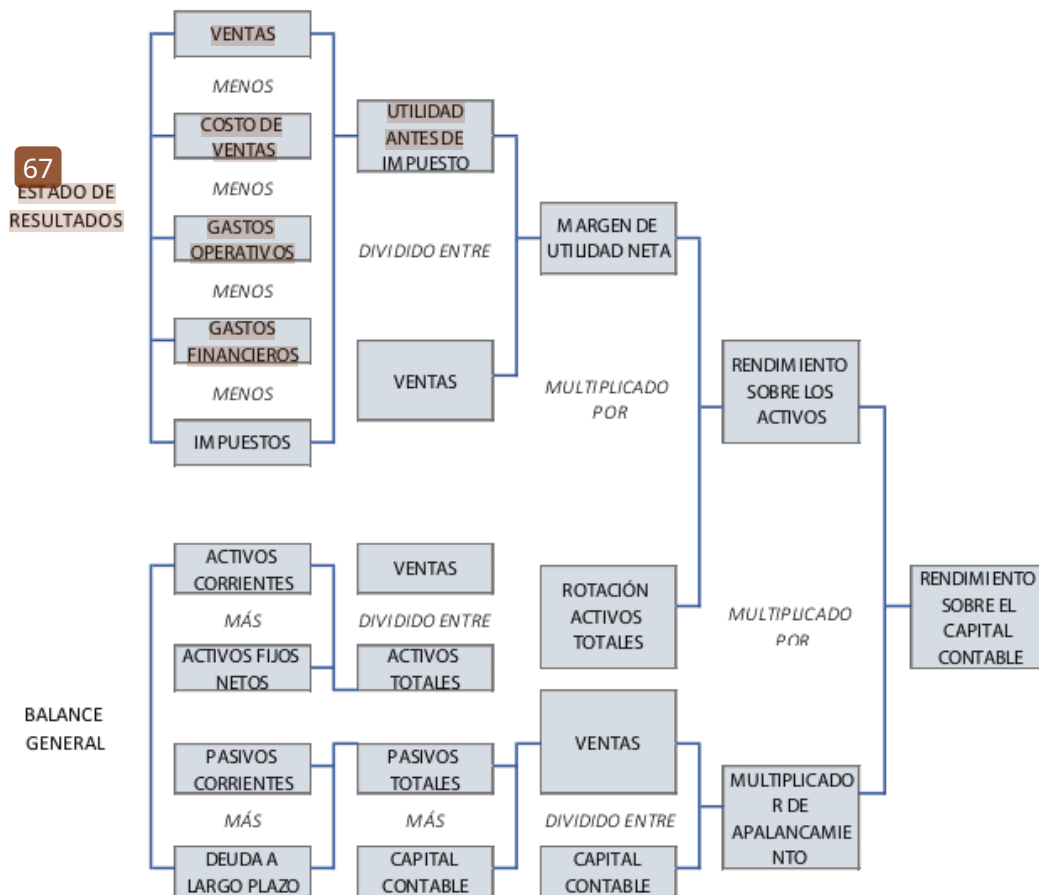 VENTAS
MENOS
COSTO DE
VENTAS
MENOS
GASTOS
OPERATIVOS
MENOS
GASTOS
FINANCIEROS
MENOS
IMPUESTOS
67
ESTADO DE
RESULTADOS
UTILIDAD
ANTES DE
IMPUESTO
DIVIDIDO ENTRE
VENTAS
MARGEN DE
UTILIDAD NETA
MULTIPLICADO
POR
RENDIMIENTO
SOBRE LOS
ACTIVOS
ACTIVOS
CORRIENTES
MÁS
ACTIVOS FIJOS
NETOS
VENTAS
DIVIDIDO ENTRE
ACTIVOS
TOTALES
ROTACIÓN
ACTIVOS
TOTALES
MULTIPLICADO
POR
RENDIMIENTO
SOBRE EL
CAPITAL
CONTABLE
BALANCE
GENERAL
PASIVOS
CORRIENTES
MÁS
DEUDA A
LARGO PLAZO
PASIVOS
TOTALES
MÁS
CAPITAL
CONTABLE
VENTAS
DIVIDIDO ENTRE
CAPITAL
CONTABLE
MULTIPLICADO
R DE
APALANCAMIE
NTO